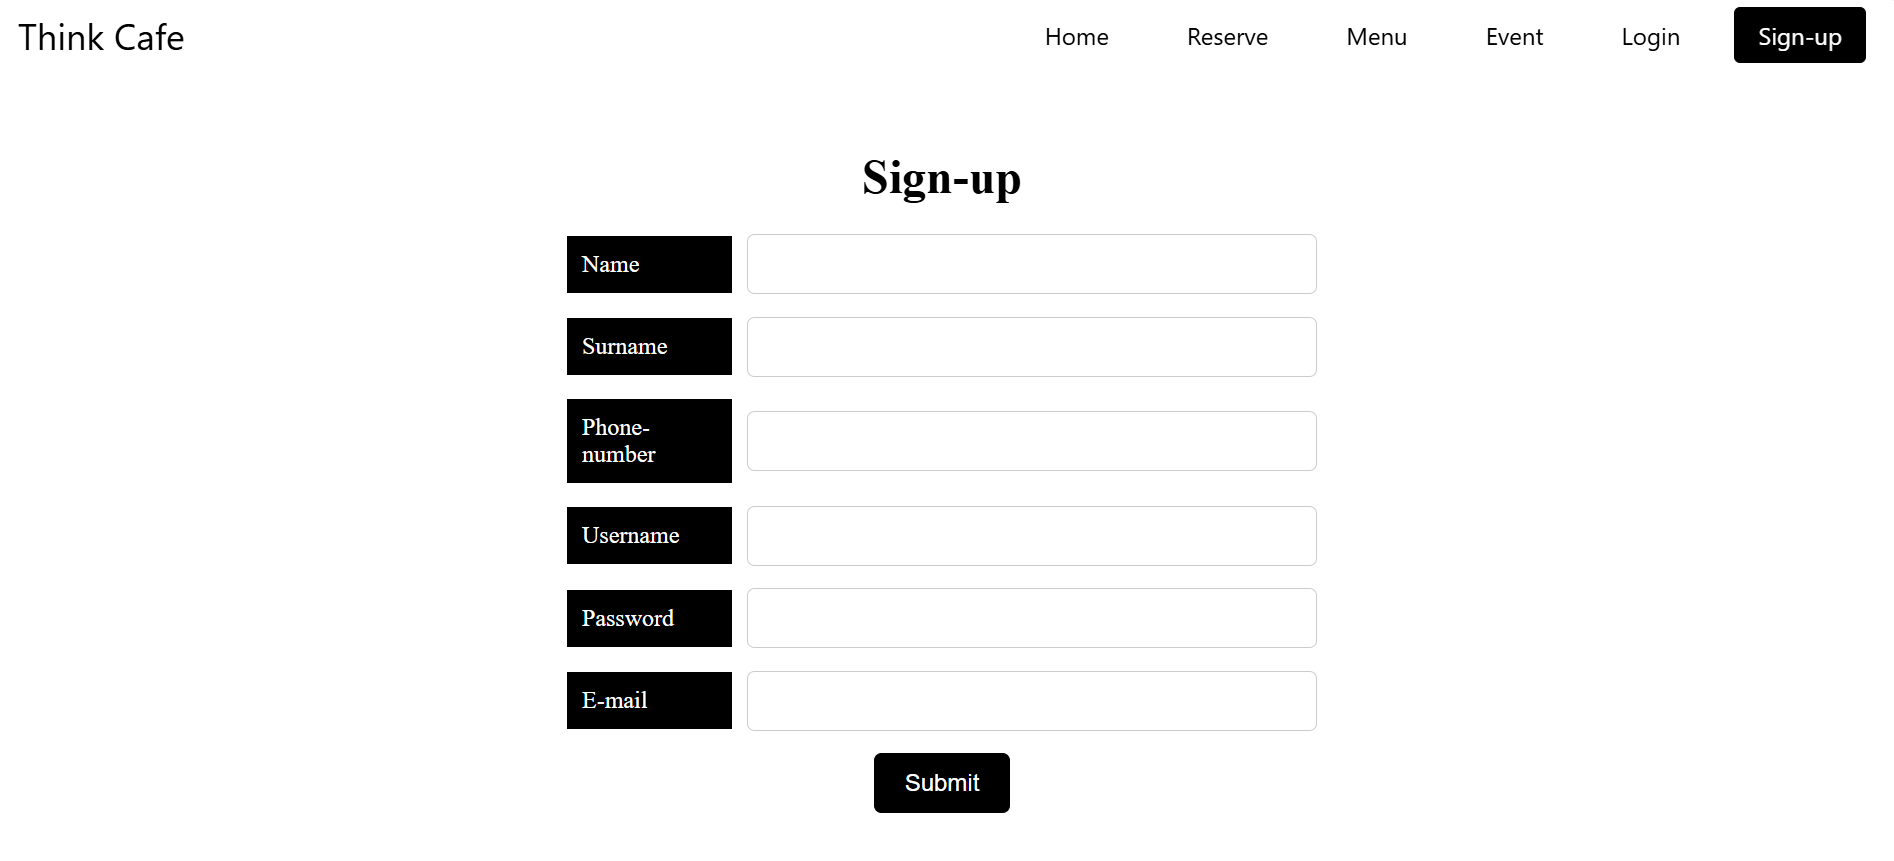 Think Cafe
Home Reserve Menu Event Login Sign-up
Sign-up
Name
Surname
Phone-
number
Username
Password
E-mail
Submit